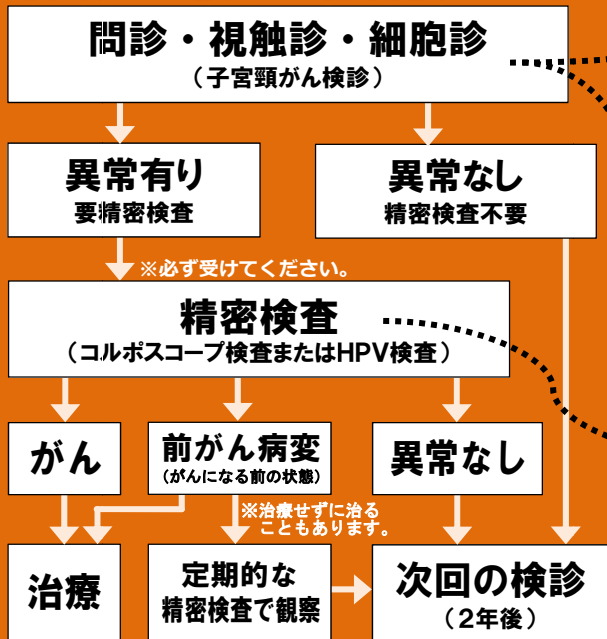 問診・視触診・細胞診
（子宮頸がん検診）
異常有り
要精密検査
異常なし
精密検査不要
※必ず受けてください。
精密検査
（コルポスコープ検査またはHPV検査）
がん
前がん病変
（がんになる前の状態）
異常なし
※治療せずに治る
こともあります。
治療
定期的な
精密検査で観察
次回の検診
（2年後）